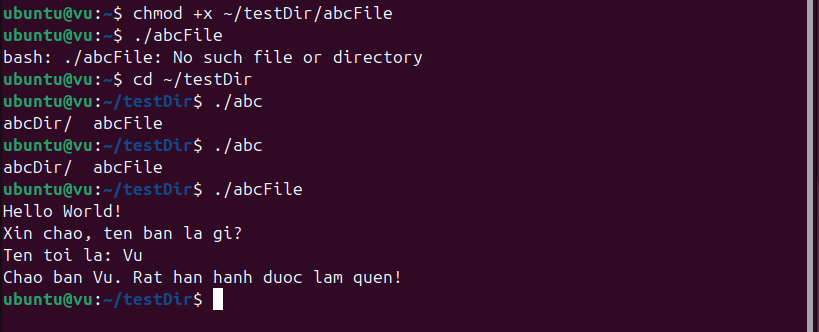 ubuntu@vu:~$ chmod +x ~/testDir/abcFile
ubuntu@vu:~$ ./abcFile
bash: ./abcFile: No such file or directory
ubuntu@vu:~$ cd ~/testDir
ubuntu@vu:~/testDir$ ./abc
abcDir/  abcFile
ubuntu@vu:~/testDir$ ./abc
abcDir/  abcFile
ubuntu@vu:~/testDir$ ./abcFile
Hello World!
Xin chao, ten ban la gi?
Ten toi la: Vu
Chao ban Vu. Rat han hanh duoc lam quen!
ubuntu@vu:~/testDir$